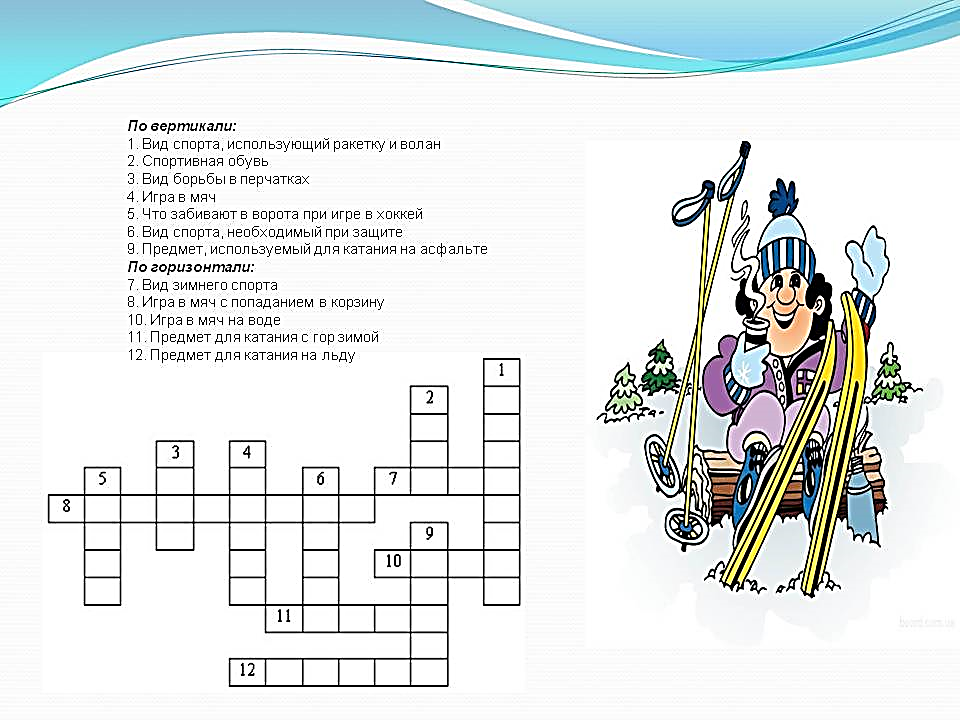 По вертикали:
1. Вид спорта, использующий ракетку и волан
2. Спортивная обувь
3. Вид борьбы в перчатках
4. Игра в мяч
5. Что забивают в ворота при игре в хоккей
6. Вид спорта, необходимый при защите
9. Предмет, используемый для катания на асфальте
По горизонтали:
7. Вид зимнего спорта
8. Игра в мяч с попаданием в корзину
10. Игра в мяч на воде
11. Предмет для катания с гор зимой
12. Предмет для катания на льду
1
2
3 4
5 6 7
8
9
10
11
12